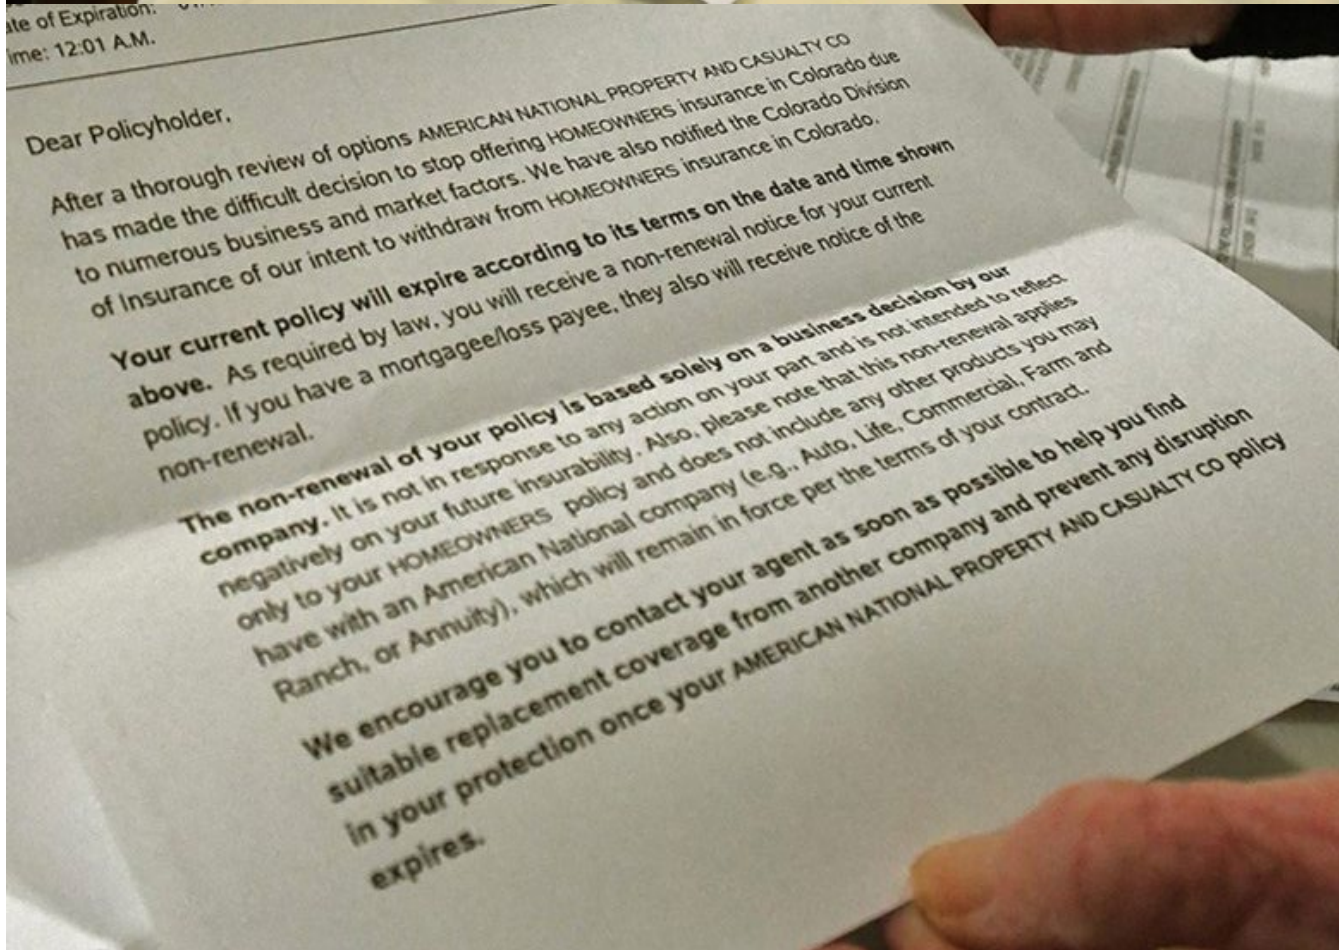 ate of Expiration:
ime: 12:01 A.M.
Dear Policyholder,
After a thorough review of options AMERICAN NATIONAL PROPERTY AND CASUALTY CO
has made the difficult decision to stop offering HOMEOWNERS insurance in Colorado due
to numerous business and market factors. We have also notified the Colorado Division
of Insurance of our intent to withdraw from HOMEOWNERS insurance in Colorado.
Your current policy will expire according to its terms on the date and time shown
above. As required by law, you will receive a non-renewal notice for your current
policy. If you have a mortgagee/loss payee, they also will receive notice of the
non-renewal.
The non-renewal of your policy is based solely on a business decision by our
company. It is not in response to any action on your part and is not intended to reflect
negatively on your future insurability. Also, please note that this non-renewal applies
only to your HOMEOWNERS policy and does not include any other products you may
have with an American National company (e.g., Auto, Life, Commercial, Farm and
Ranch, or Annuity), which will remain in force per the terms of your contract.
We encourage you to contact your agent as soon as possible to help you find
suitable replacement coverage from another company and prevent any disruption
in your protection once your AMERICAN NATIONAL PROPERTY AND CASUALTY CO policy
expires.